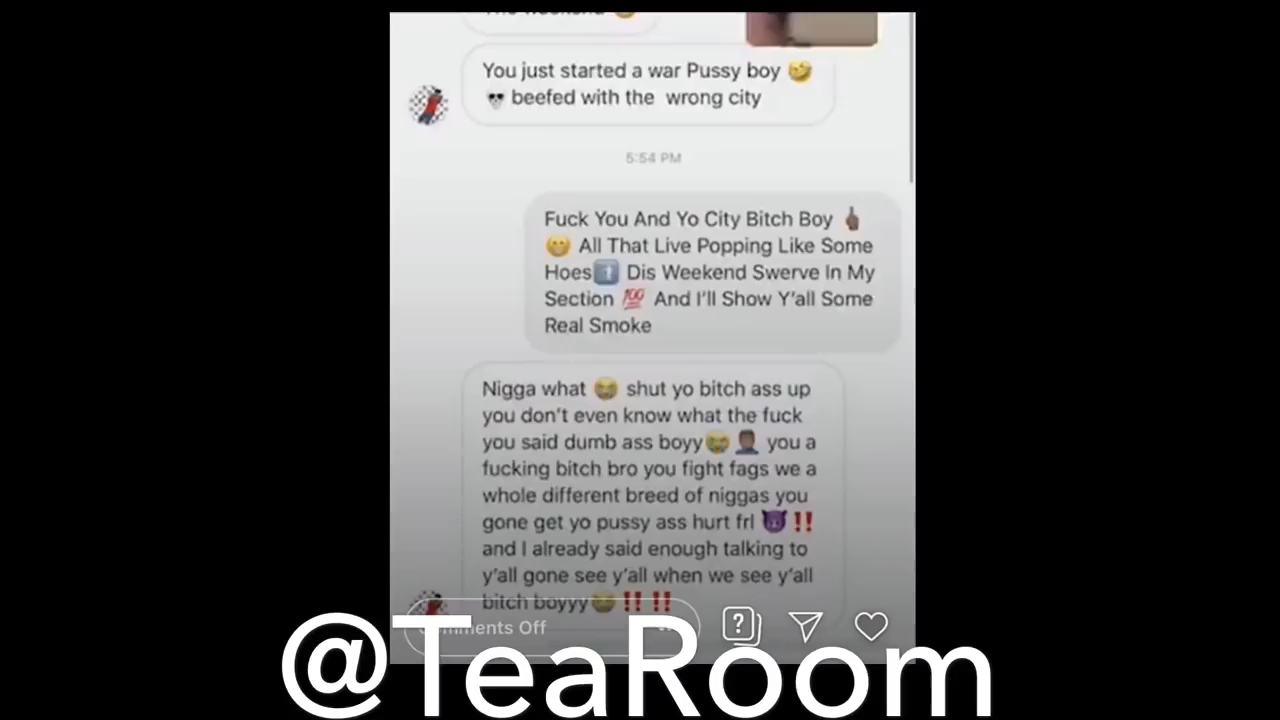 The weekend 😂
You just started a war Pussy boy 🤣
💀 beefed with the wrong city
5:54 PM
Fuck You And Yo City Bitch Boy 🖕🏾
😁 All That Live Popping Like Some
Hoes⬆️ Dis Weekend Swerve In My
Section 💯 And I'll Show Y'all Some
Real Smoke
Nigga what 😭 shut yo bitch ass up
you don't even know what the fuck
you said dumb ass boyy😭🤦🏾‍♂️ you a
fucking bitch bro you fight fags we a
whole different breed of niggas you
gone get yo pussy ass hurt frl 😈‼️
and I already said enough talking to
y'all gone see y'all when we see y'all
bitch boyyy😭‼️‼️
Comments Off
@TeaRoom